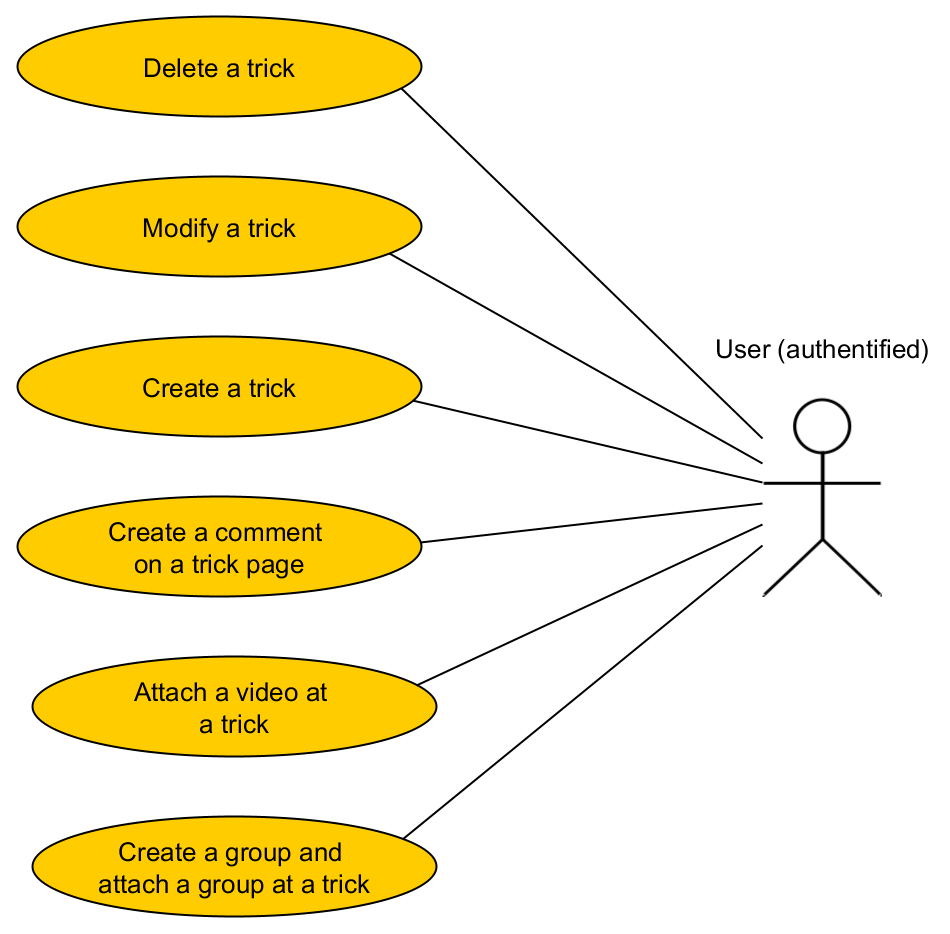 Delete a trick
Modify a trick
User (authentified)
Create a trick
Create a comment
on a trick page
Attach a video at
a trick
Create a group and
attach a group at a trick